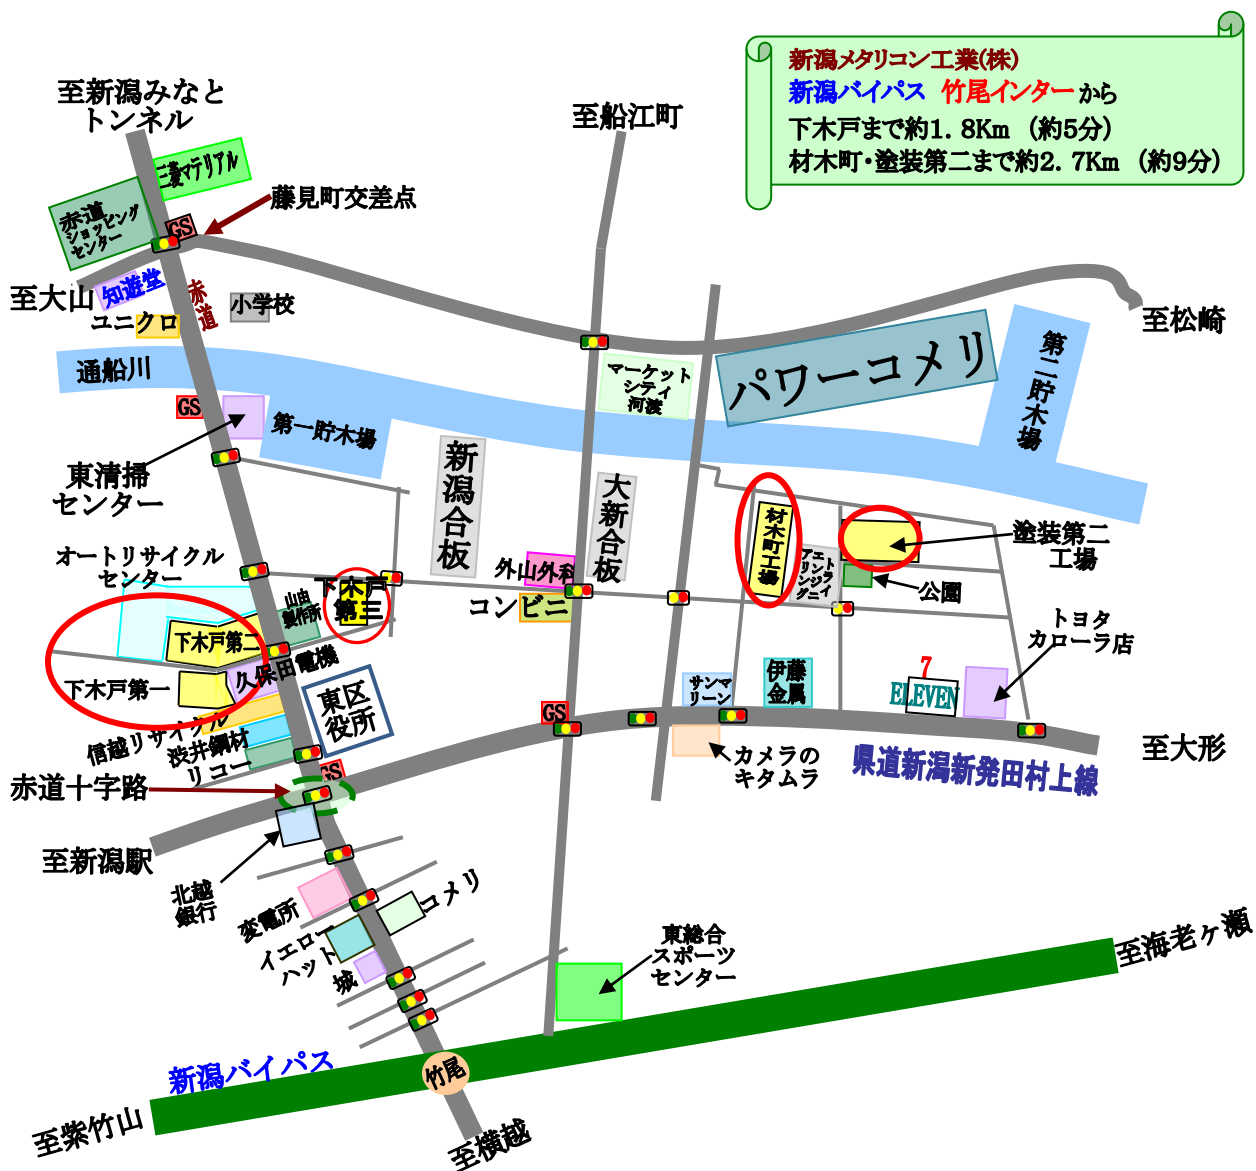 新潟メタリコン工業(株)
新潟バイパス 竹尾インターから
下木戸まで約1.8Km (約5分)
材木町・塗装第二まで約2.7Km (約9分)
至新潟みなと
トンネル
三菱マテリアル
至船江町
赤道
ショッピング
センター
GS
藤見町交差点
至大山
知遊堂
赤道
小学校
ユニクロ
至松崎
通船川
パワーコメリ
第二貯木場
マーケット
シティ
河渡
GS
第一貯木場
東清掃
センター
新潟合板
大新合板
材木町工場
塗装第二
工場
エントランジニアリング
公園
オートリサイクル
センター
外山外科
コンビニ
下木戸
第三
山由
製作所
下木戸第二
トヨタ
カローラ店
下木戸第一
久保田電機
東区
役所
サンマ
リーン
伊藤
金属
7
ELEVEN
信越リサイクル
渋井鋼材
リコー
GS
GS
カメラの
キタムラ
県道新潟新発田村上線
至大形
赤道十字路
至新潟駅
北越
銀行
変電所
コメリ
イエロー
ハット
城
東総合
スポーツ
センター
至海老ヶ瀬
新潟バイパス
竹尾
至紫竹山
至横越